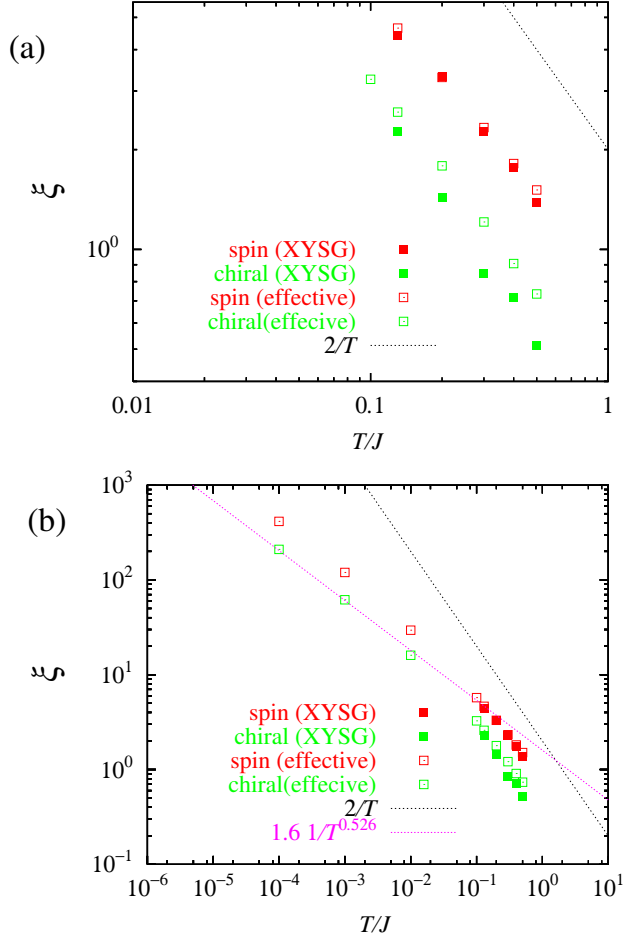 (a)
ξ
10^0
spin (XYSG)
chiral (XYSG)
spin (effective)
chiral(effecive)
2/T
0.01 0.1 1
T/J
(b)
ξ
10^3
10^2
10^1
10^0
10^-1
spin (XYSG)
chiral (XYSG)
spin (effective)
chiral(effecive)
2/T
1.6 1/T^0.526
10^-6 10^-5 10^-4 10^-3 10^-2 10^-1 10^0 10^1
T/J